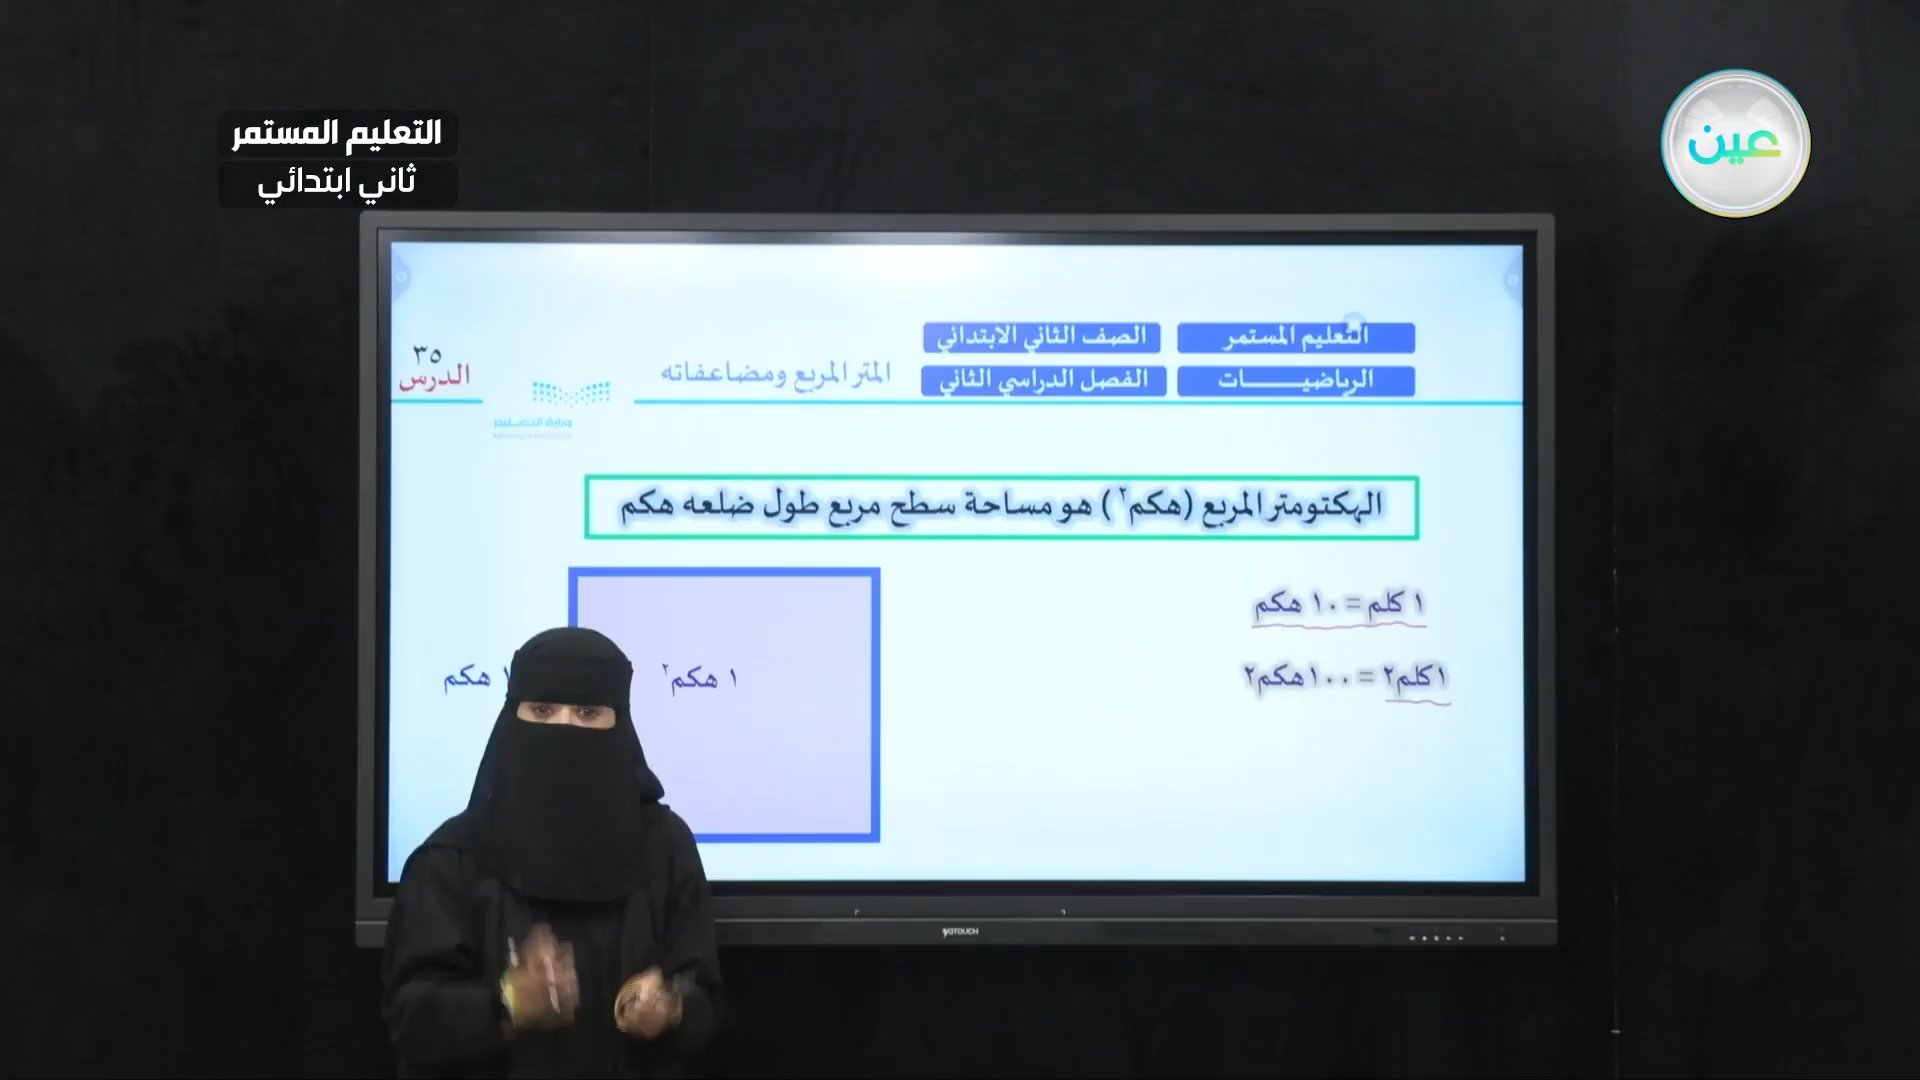 التعليم المستمر
ثاني ابتدائي
عين
التعليم المستمر
الصف الثاني الابتدائي
الرياضيـــــــات
الفصل الدراسي الثاني
المتر المربع ومضاعفاته
٣٥
الدرس
وزارة التعليم
الهكتومتر المربع (هكم٢) هو مساحة سطح مربع طول ضلعه هكم
١ كلم = ١٠ هكم
١كلم٢ = ١٠٠هكم٢
١ هكم٢
١ هكم